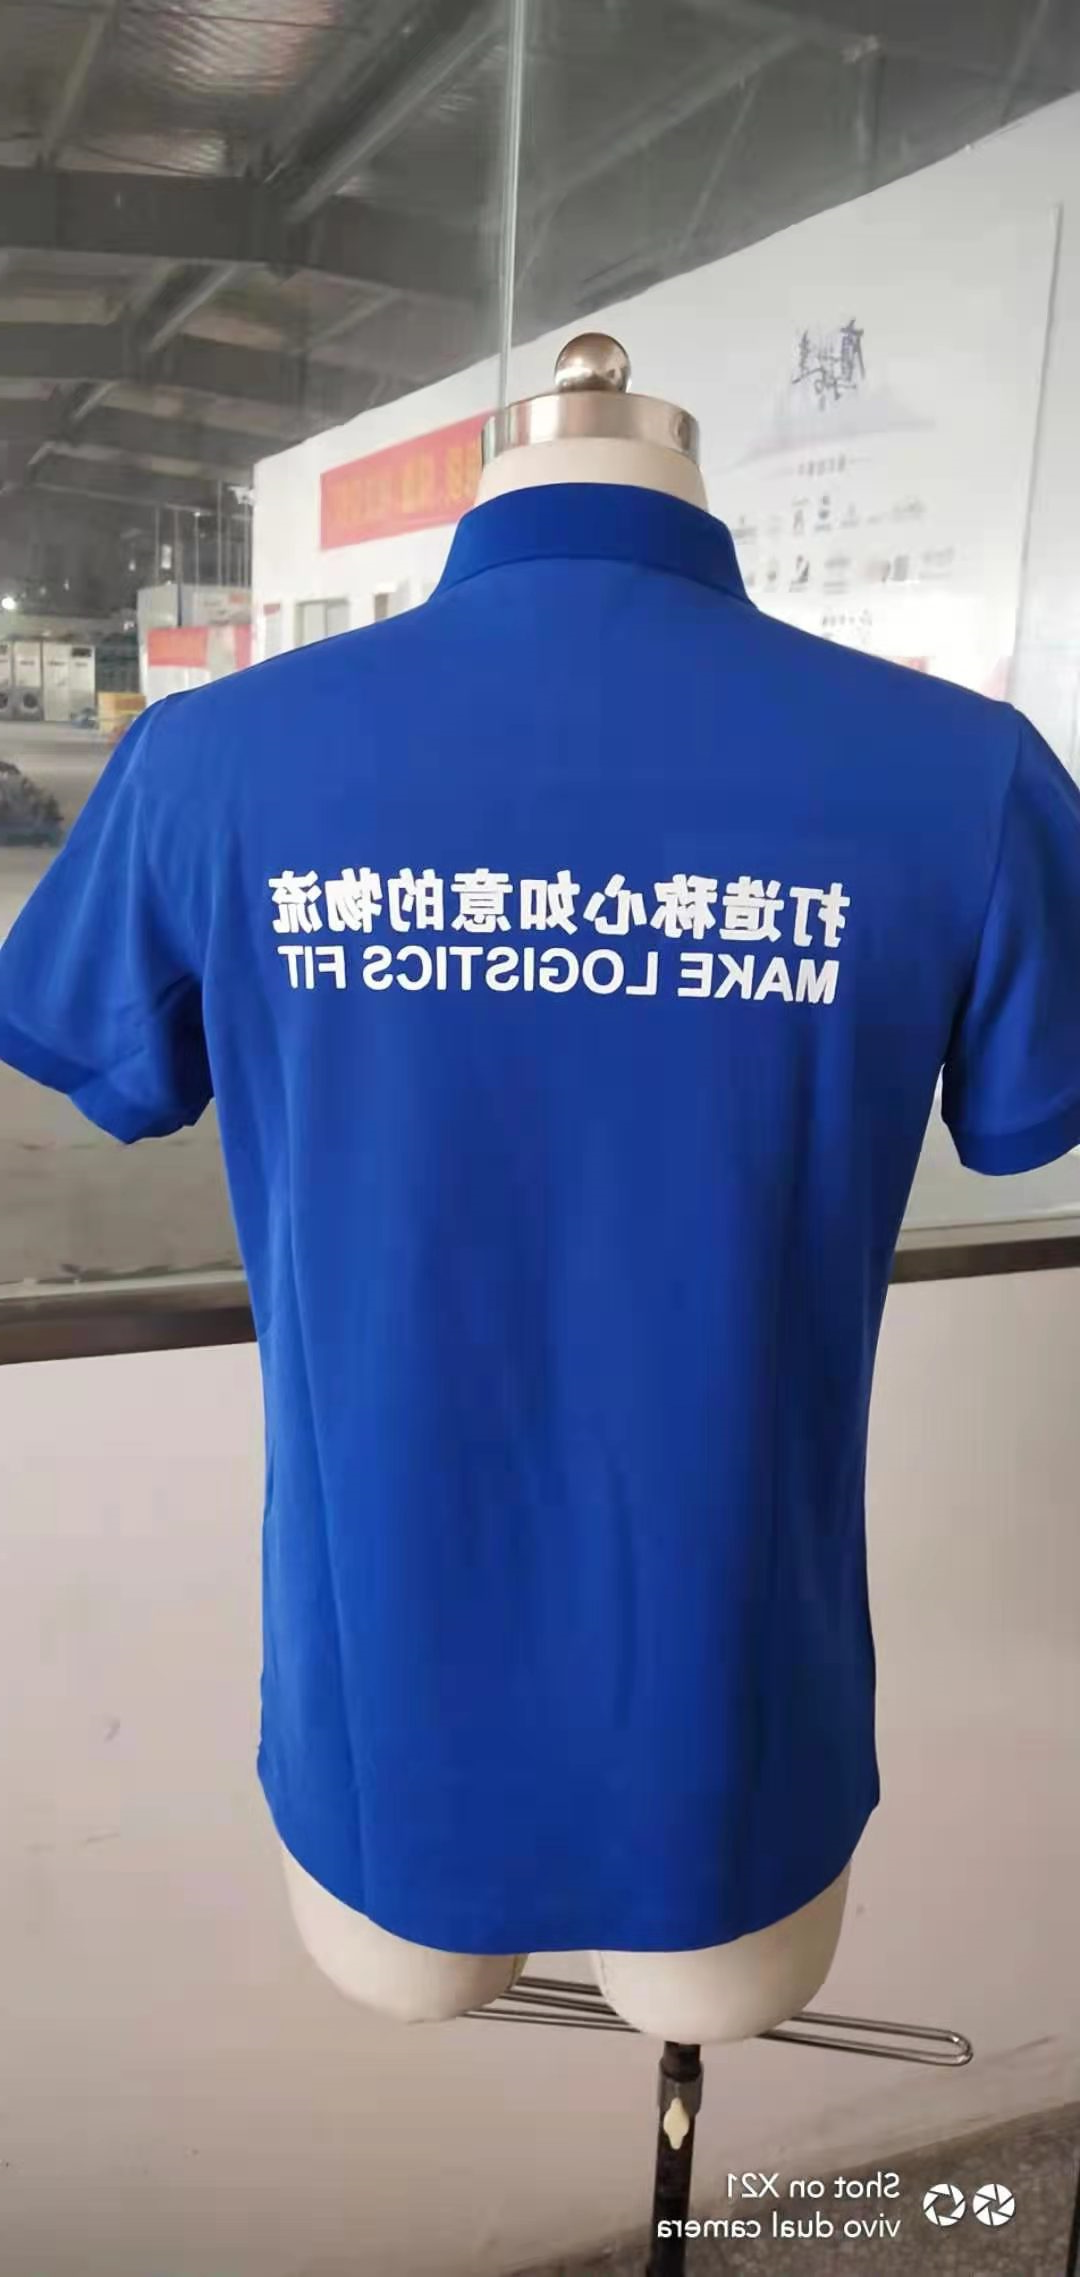 打造称心如意的物流
MAKE LOGISTICS FIT
Shot on X21
vivo dual camera